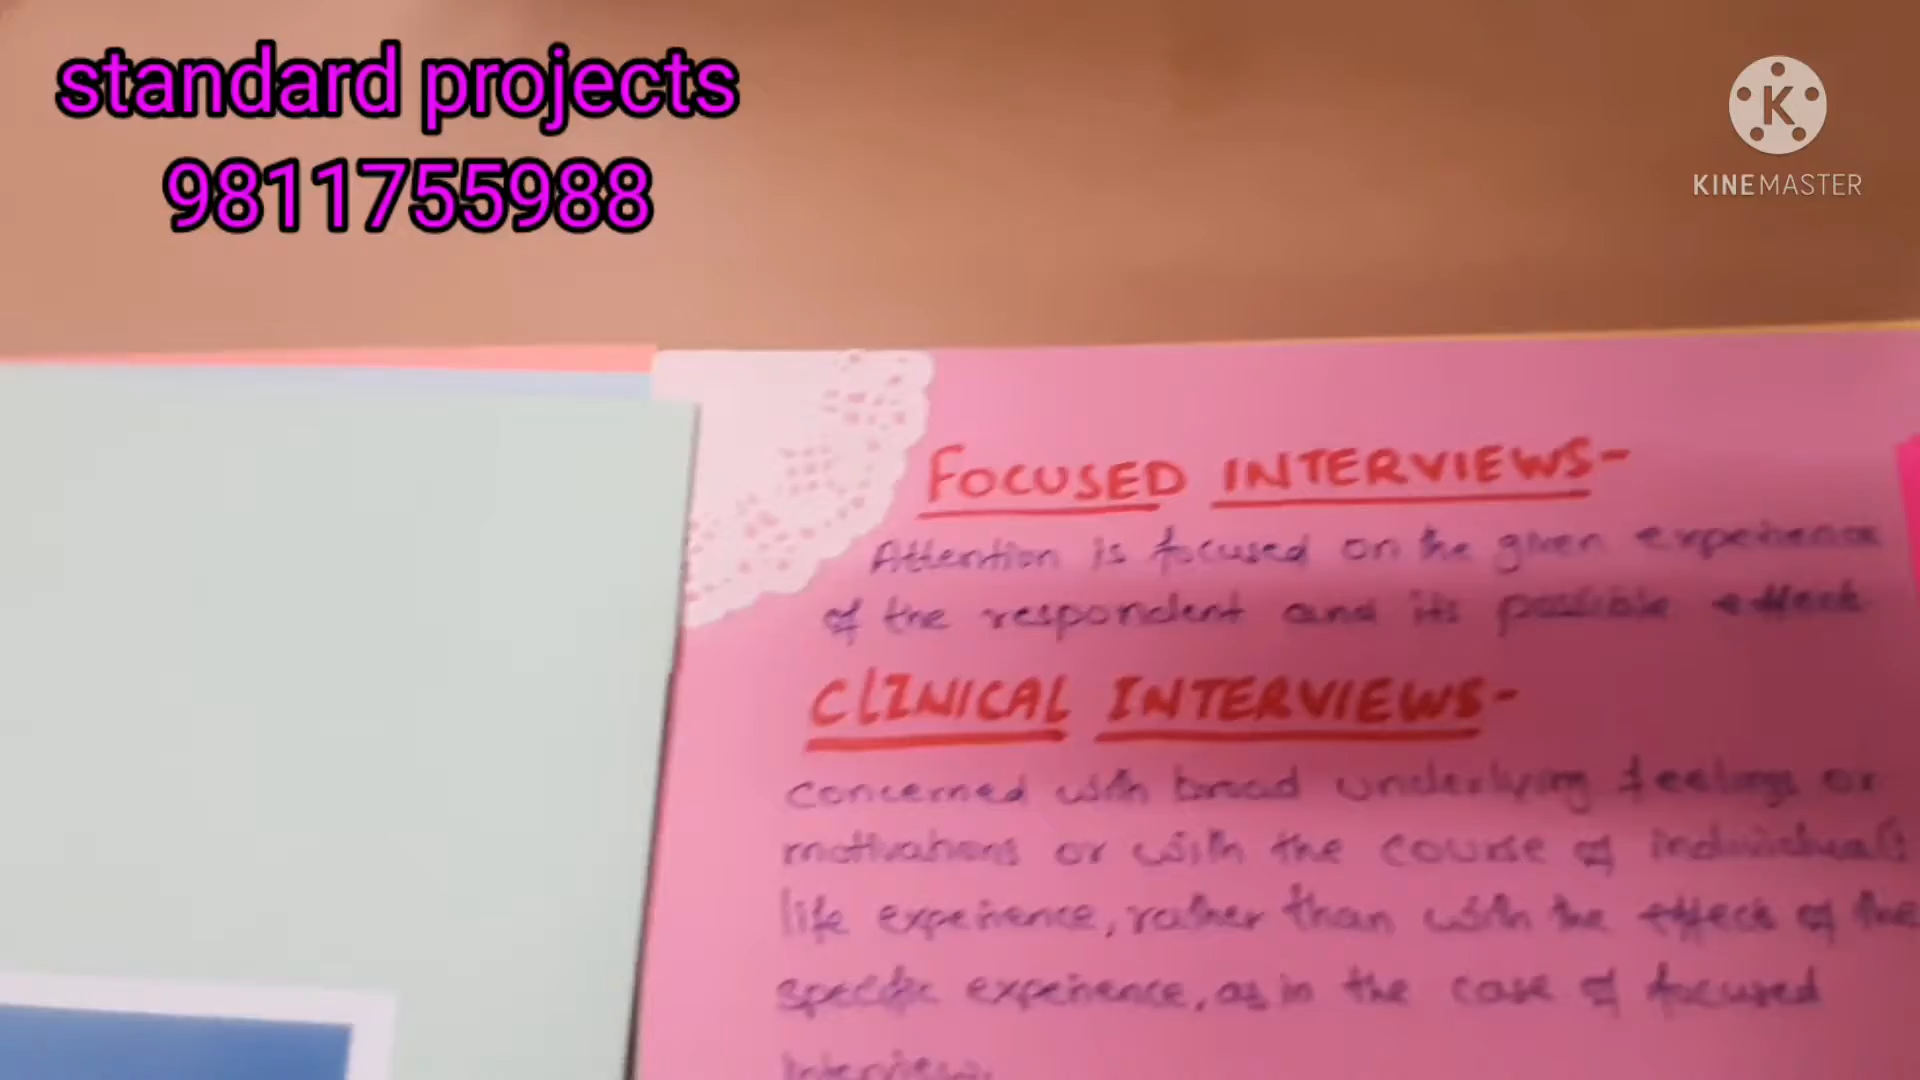 standard projects
9811755988
K
KINEMASTER
FOCUSED INTERVIEWS-
Attention is focused on the given experience
of the respondent and its possible effect
CLINICAL INTERVIEWS-
concerned with broad underlying feelings or
motivations or with the course of individual's
life experience, rather than with the effect of the
specific experience, as in the case of focused
interview.